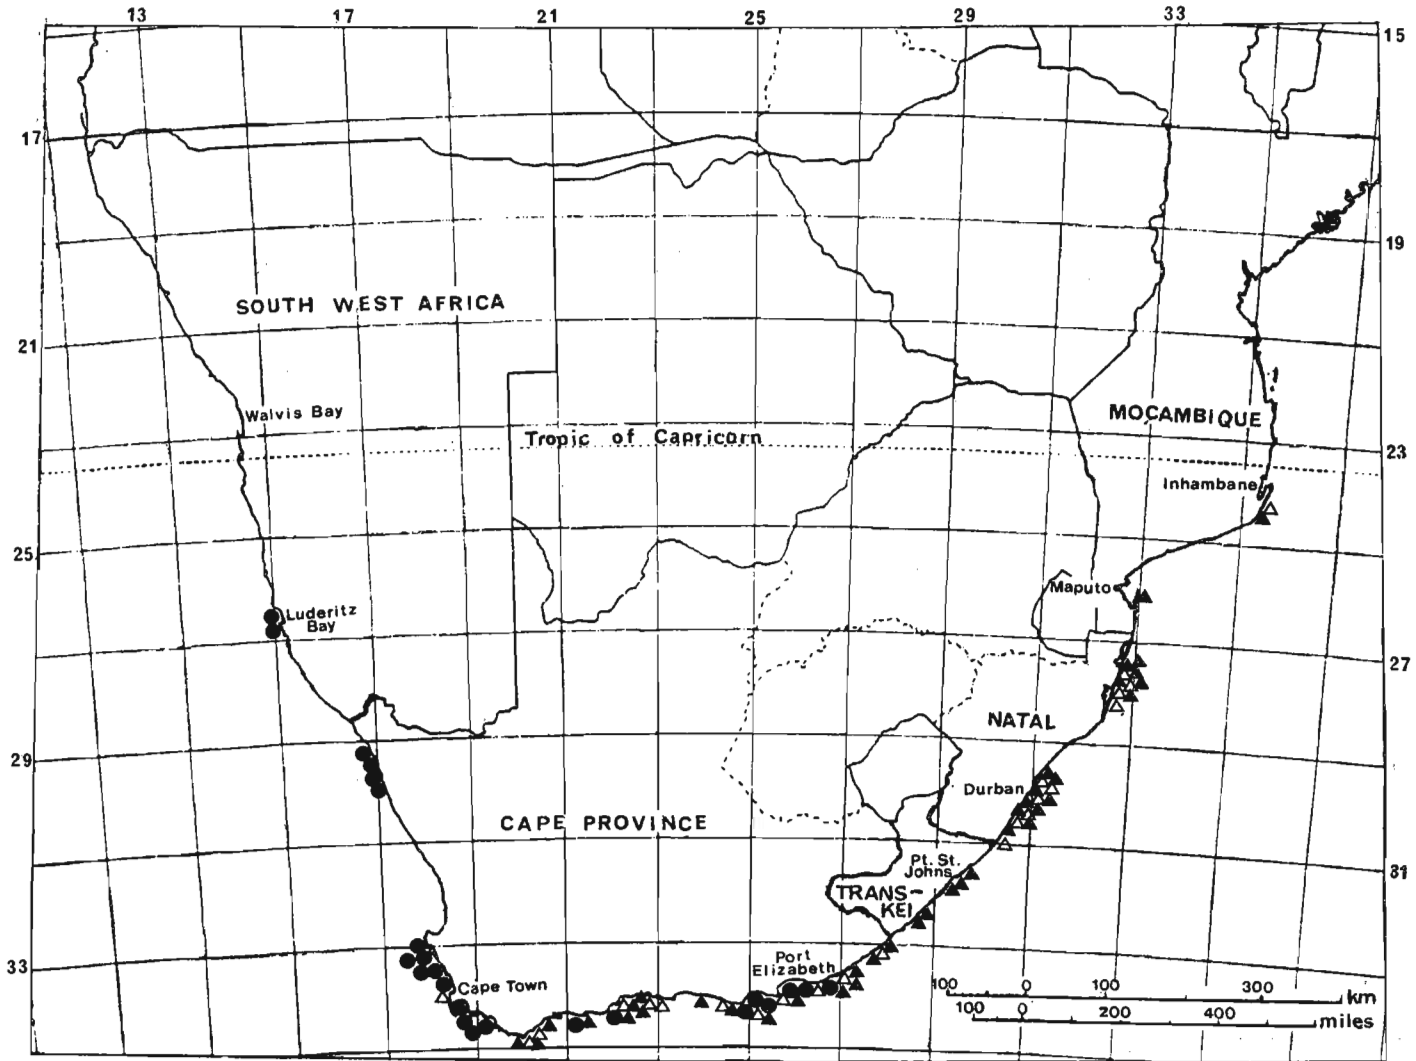 13 17 21 25 29 33
15
17
19
SOUTH WEST AFRICA
21
Walvis Bay
MOÇAMBIQUE
Tropic of Capricorn
23
Inhambane
25
Maputo
Luderitz
Bay
27
NATAL
29
Durban
CAPE PROVINCE
Pt. St.
Johns
31
TRANS-
KEI
Port
Elizabeth
33
Cape Town
100 0 100 300 km
100 0 200 400 miles